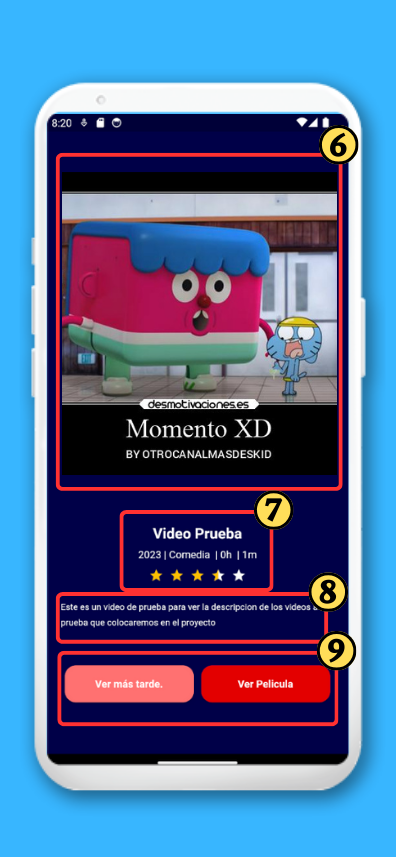 8:20
6
desmotivaciones.es
Momento XD
BY OTROCANALMASDESKID
7
Video Prueba
2023 | Comedia | 0h | 1m
8
Este es un video de prueba para ver la descripcion de los videos a
prueba que colocaremos en el proyecto
9
Ver más tarde.
Ver Pelicula